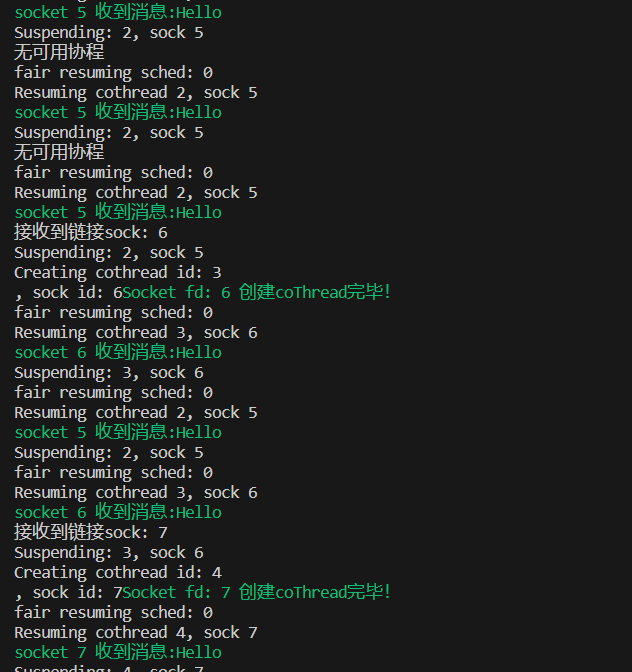 socket 5 收到消息:Hello
Suspending: 2, sock 5
无可用协程
fair resuming sched: 0
Resuming cothread 2, sock 5
socket 5 收到消息:Hello
Suspending: 2, sock 5
无可用协程
fair resuming sched: 0
Resuming cothread 2, sock 5
socket 5 收到消息:Hello
接收到链接sock: 6
Suspending: 2, sock 5
Creating cothread id: 3
, sock id: 6Socket fd: 6 创建coThread完毕!
fair resuming sched: 0
Resuming cothread 3, sock 6
socket 6 收到消息:Hello
Suspending: 3, sock 6
fair resuming sched: 0
Resuming cothread 2, sock 5
socket 5 收到消息:Hello
Suspending: 2, sock 5
fair resuming sched: 0
Resuming cothread 3, sock 6
socket 6 收到消息:Hello
接收到链接sock: 7
Suspending: 3, sock 6
Creating cothread id: 4
, sock id: 7Socket fd: 7 创建coThread完毕!
fair resuming sched: 0
Resuming cothread 4, sock 7
socket 7 收到消息:Hello
Suspending: 4, sock 7